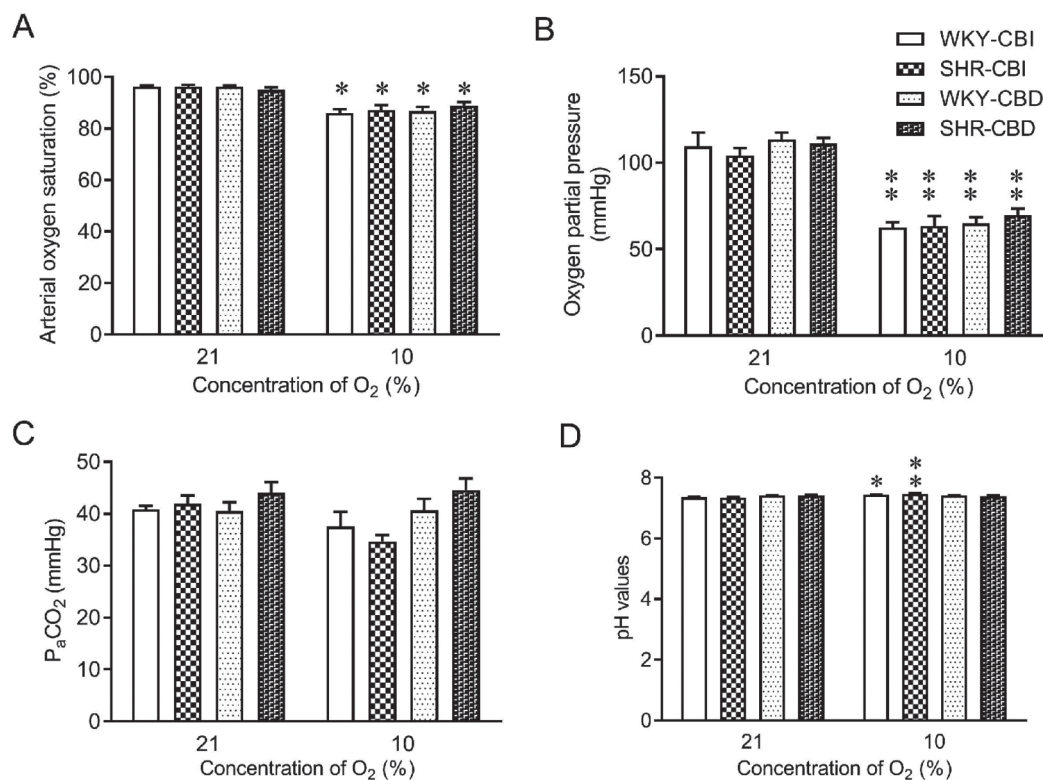 A
Arterial oxygen saturation (%)
100
80
60
40
20
0
* * * *
21 10
Concentration of O₂ (%)
B
WKY-CBI
SHR-CBI
WKY-CBD
SHR-CBD
Oxygen partial pressure
(mmHg)
150
100
50
0
* * * *
* * * *
21 10
Concentration of O₂ (%)
C
PₐCO₂ (mmHg)
50
40
30
20
10
0
21 10
Concentration of O₂ (%)
D
pH values
8
6
4
2
0
*
* *
21 10
Concentration of O₂ (%)